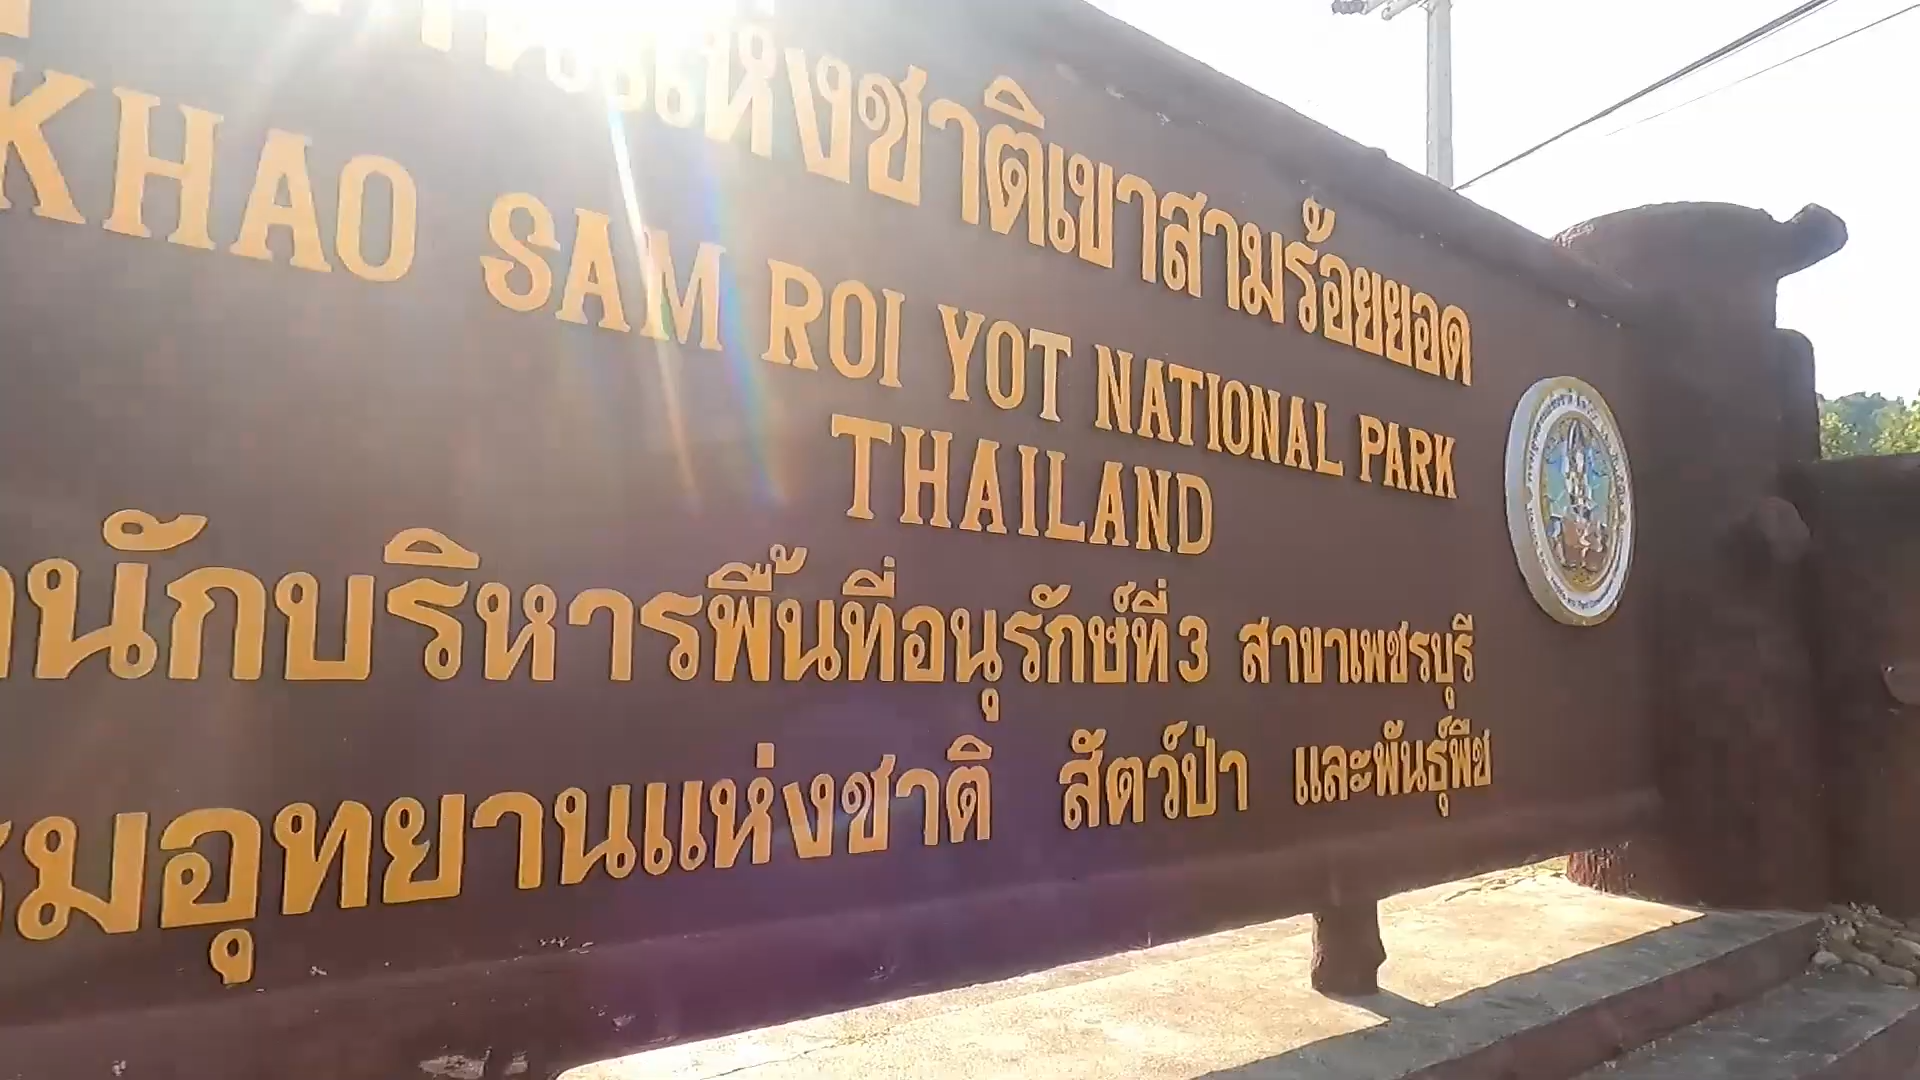 แห่งชาติเขาสามร้อยยอด
KHAO SAM ROI YOT NATIONAL PARK
THAILAND
นักบริหารพื้นที่อนุรักษ์ที่ 3 สาขาเพชรบุรี
มอุทยานแห่งชาติ สัตว์ป่า และพันธุ์พืช